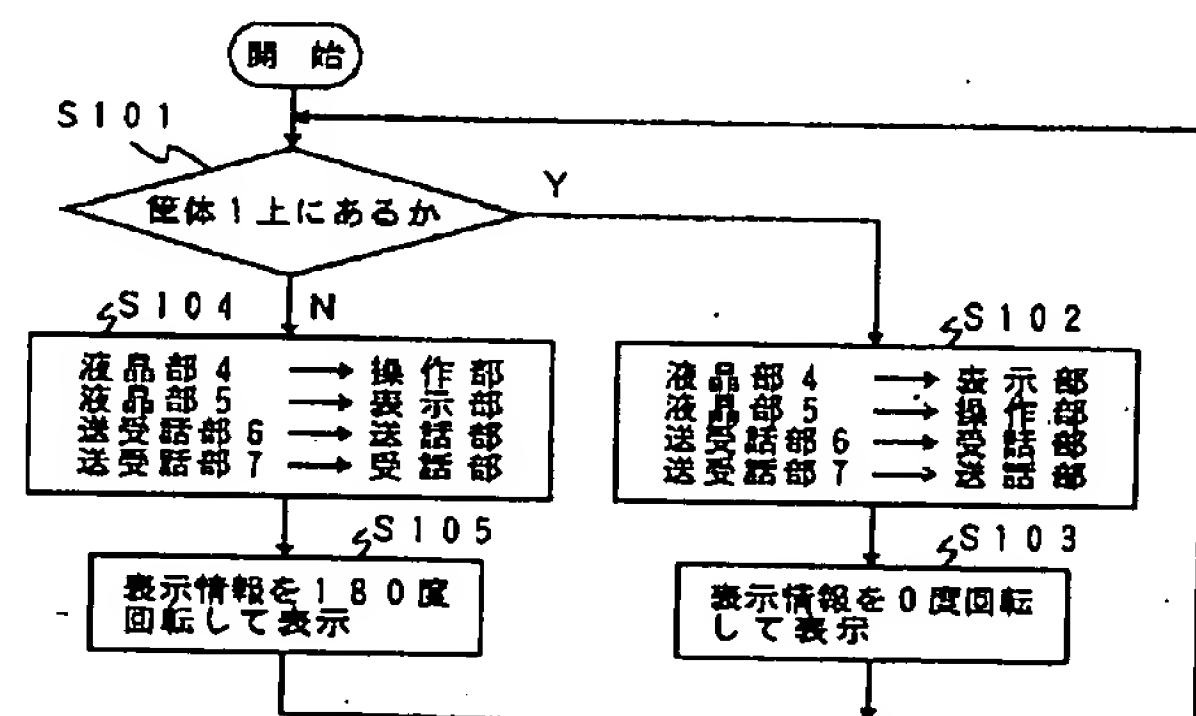 開始
S101
筐体1上にあるか
Y
N
S104
液晶部4 → 操作部
液晶部5 → 表示部
送受話部6 → 送話部
送受話部7 → 受話部
S102
液晶部4 → 表示部
液晶部5 → 操作部
送受話部6 → 受話部
送受話部7 → 送話部
S105
表示情報を180度
回転して表示
S103
表示情報を0度回転
して表示